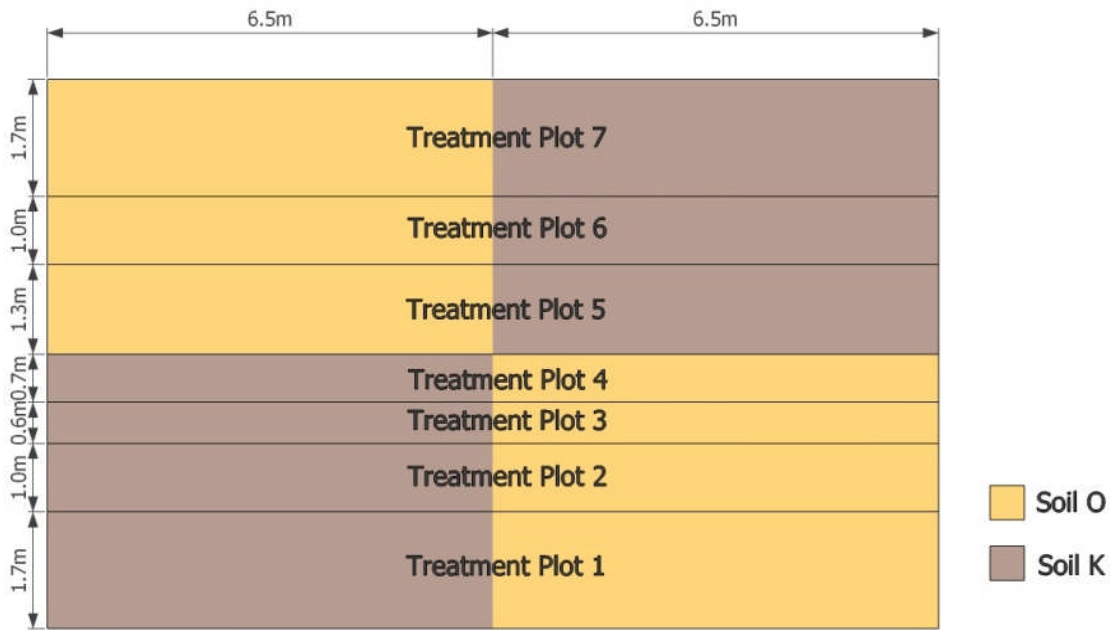 6.5m 6.5m
1.7m Treatment Plot 7
1.0m Treatment Plot 6
1.3m Treatment Plot 5
0.7m Treatment Plot 4
0.6m Treatment Plot 3
1.0m Treatment Plot 2
Soil O
1.7m Treatment Plot 1
Soil K